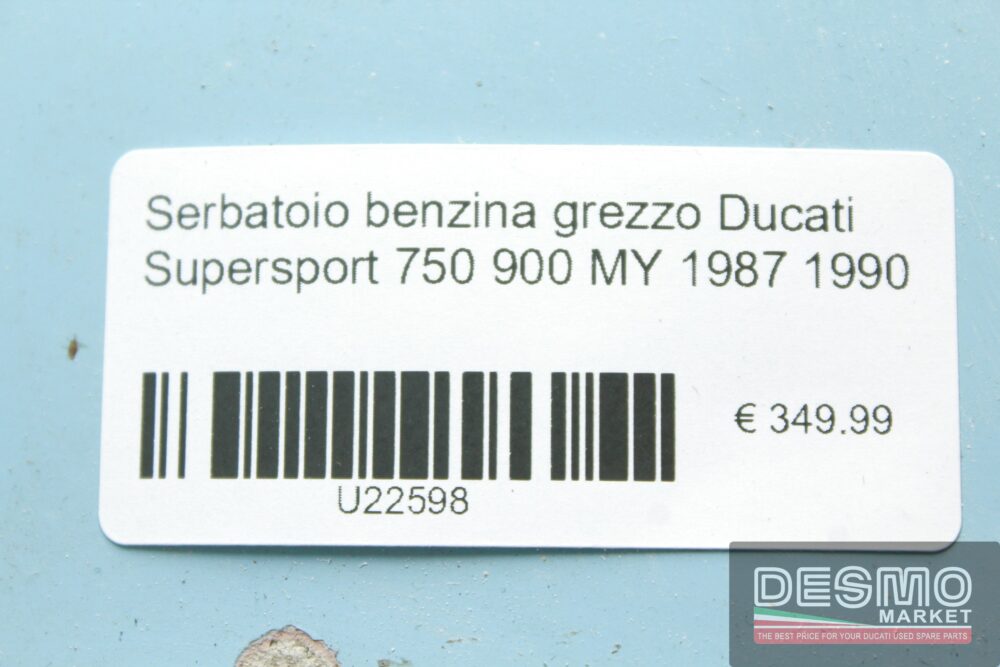 Serbatoio benzina grezzo Ducati
Supersport 750 900 MY 1987 1990
€ 349.99
U22598
DESMO
MARKET
THE BEST PRICE FOR YOUR DUCATI USED SPARE PARTS